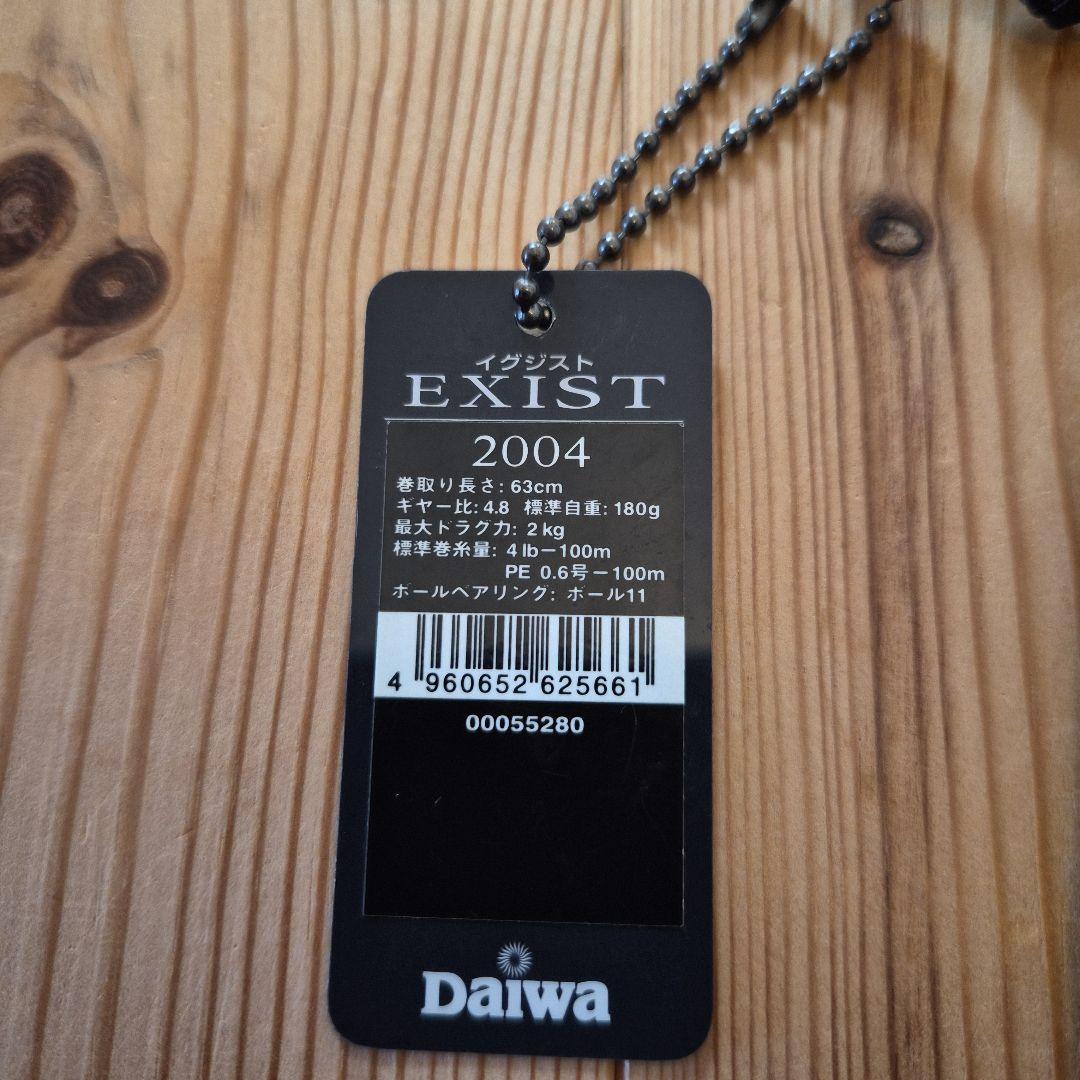 イグジスト
EXIST
2004
巻取り長さ: 63cm
ギヤー比: 4.8 標準自重: 180g
最大ドラグ力: 2kg
標準巻糸量: 4lb－100m
PE 0.6号－100m
ボールベアリング: ボール11
4 960652 625661
00055280
Daiwa